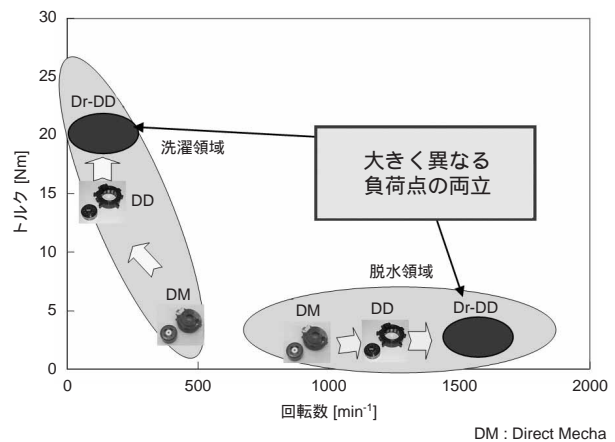 30
25
20
15
10
5
0
トルク [Nm]
Dr-DD
洗濯領域
DD
DM
大きく異なる
負荷点の両立
脱水領域
DM
DD
Dr-DD
0
500
1000
1500
2000
回転数 [min-1]
DM : Direct Mecha